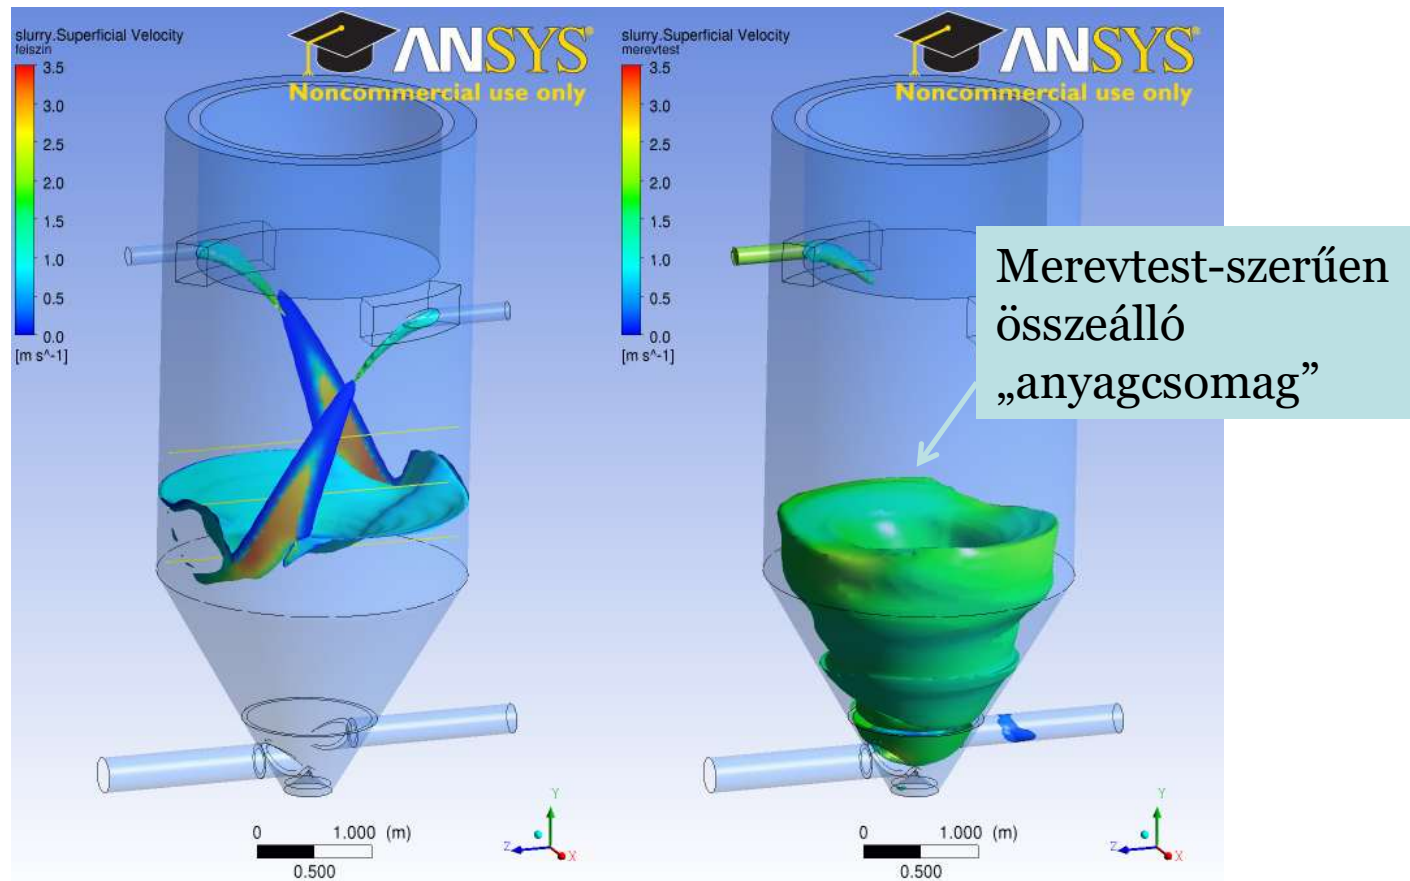 slurry.Superficial Velocity
felszin
3.5
3.0
2.5
2.0
1.5
1.0
0.5
0.0
[m s^-1]
ANSYS®
Noncommercial use only
0
1.000 (m)
0.500
Y
Z
X
slurry.Superficial Velocity
merevtest
3.5
3.0
2.5
2.0
1.5
1.0
0.5
0.0
[m s^-1]
ANSYS®
Noncommercial use only
Merevtest-szerűen
összeálló
„anyagcsomag”
0
1.000 (m)
0.500
Y
Z
X